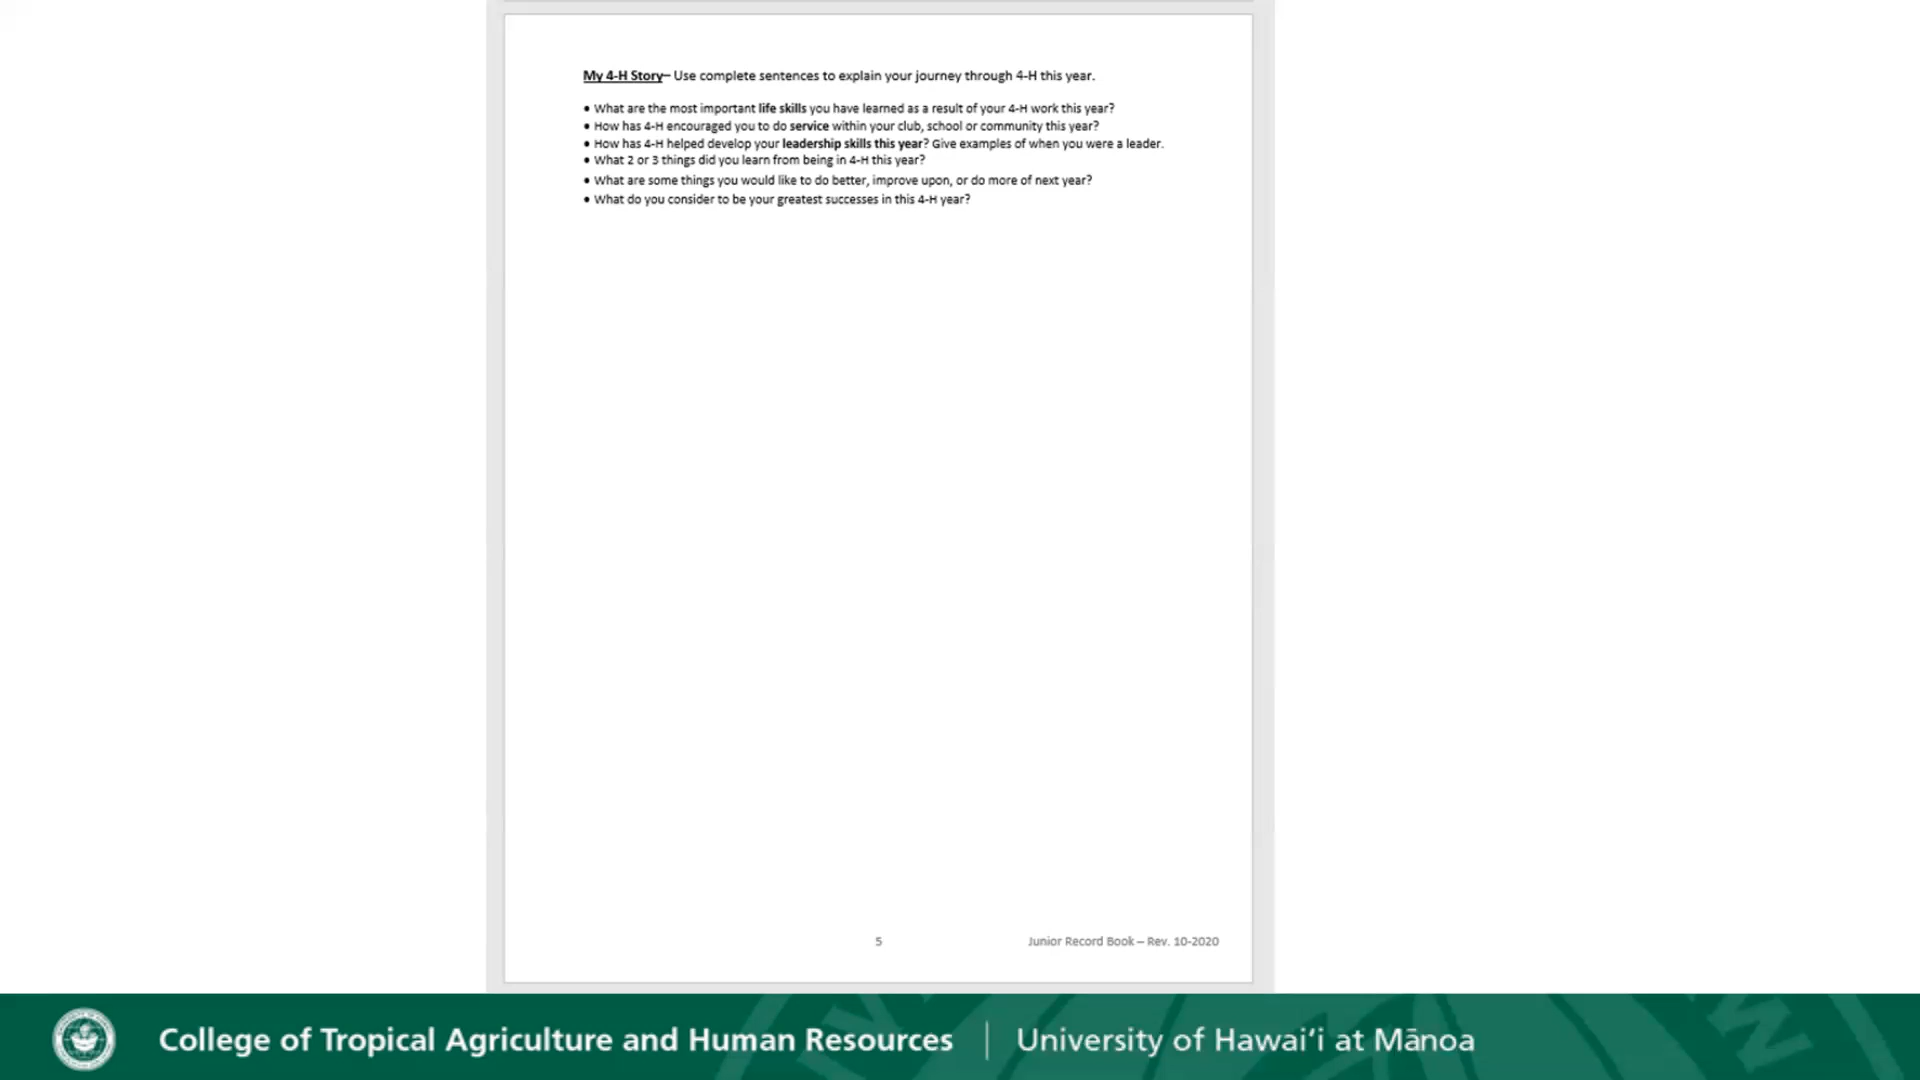 My 4-H Story– Use complete sentences to explain your journey through 4-H this year.
• What are the most important life skills you have learned as a result of your 4-H work this year?
• How has 4-H encouraged you to do service within your club, school or community this year?
• How has 4-H helped develop your leadership skills this year? Give examples of when you were a leader.
• What 2 or 3 things did you learn from being in 4-H this year?
• What are some things you would like to do better, improve upon, or do more of next year?
• What do you consider to be your greatest successes in this 4-H year?
5 Junior Record Book – Rev. 10-2020
College of Tropical Agriculture and Human Resources | University of Hawaiʻi at Mānoa